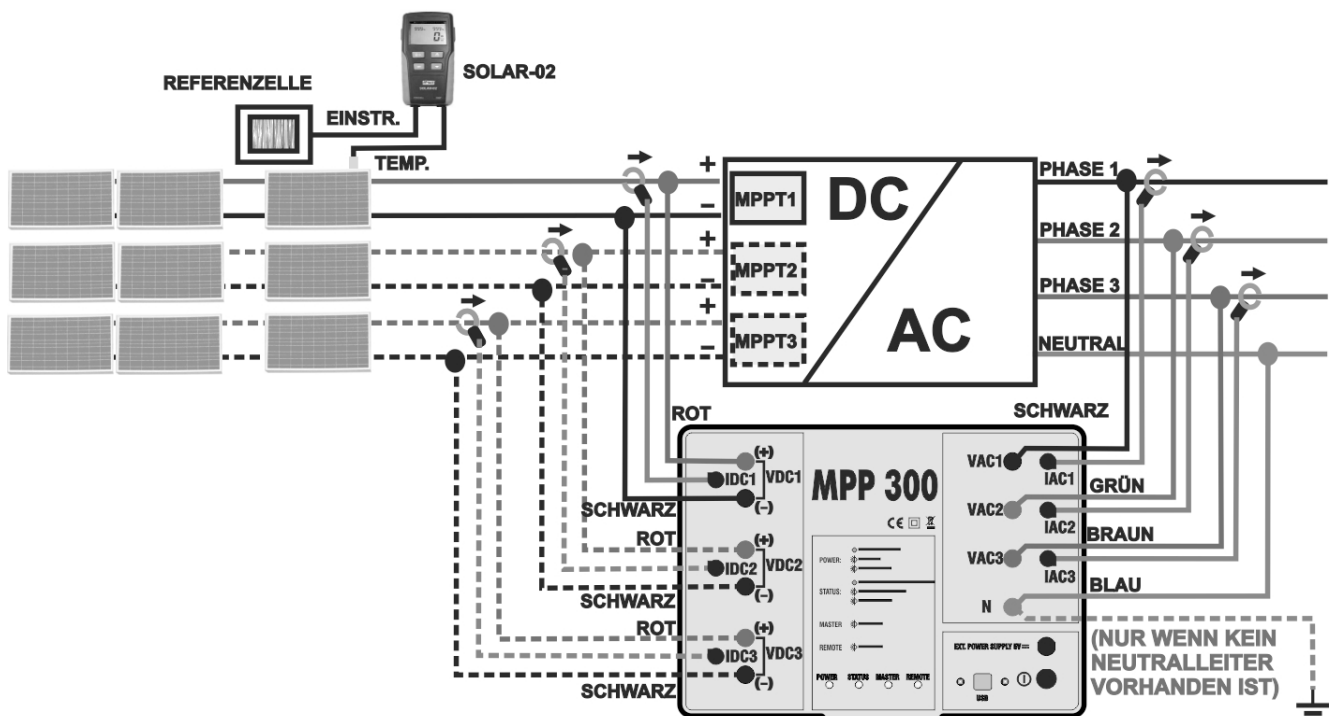 SOLAR-02
REFERENZELLE
EINSTR.
TEMP.
+
−
+
−
+
−
MPPT1
MPPT2
MPPT3
DC
AC
PHASE 1
PHASE 2
PHASE 3
NEUTRAL
ROT
SCHWARZ
(+)
IDC1
VDC1
(−)
SCHWARZ
ROT
(+)
IDC2
VDC2
(−)
SCHWARZ
ROT
(+)
IDC3
VDC3
(−)
SCHWARZ
MPP 300
CE
POWER:
STATUS:
MASTER
REMOTE
POWER STATUS MASTER REMOTE
VAC1
IAC1
GRÜN
VAC2
IAC2
BRAUN
VAC3
IAC3
BLAU
N
EXT. POWER SUPPLY 5V
USB
(NUR WENN KEIN
NEUTRALLEITER
VORHANDEN IST)